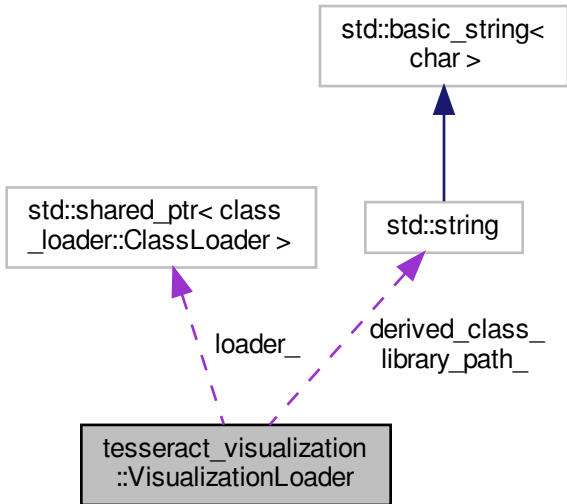 std::basic_string<
char >
std::shared_ptr< class
_loader::ClassLoader >
std::string
loader_
derived_class_
library_path_
tesseract_visualization
::VisualizationLoader